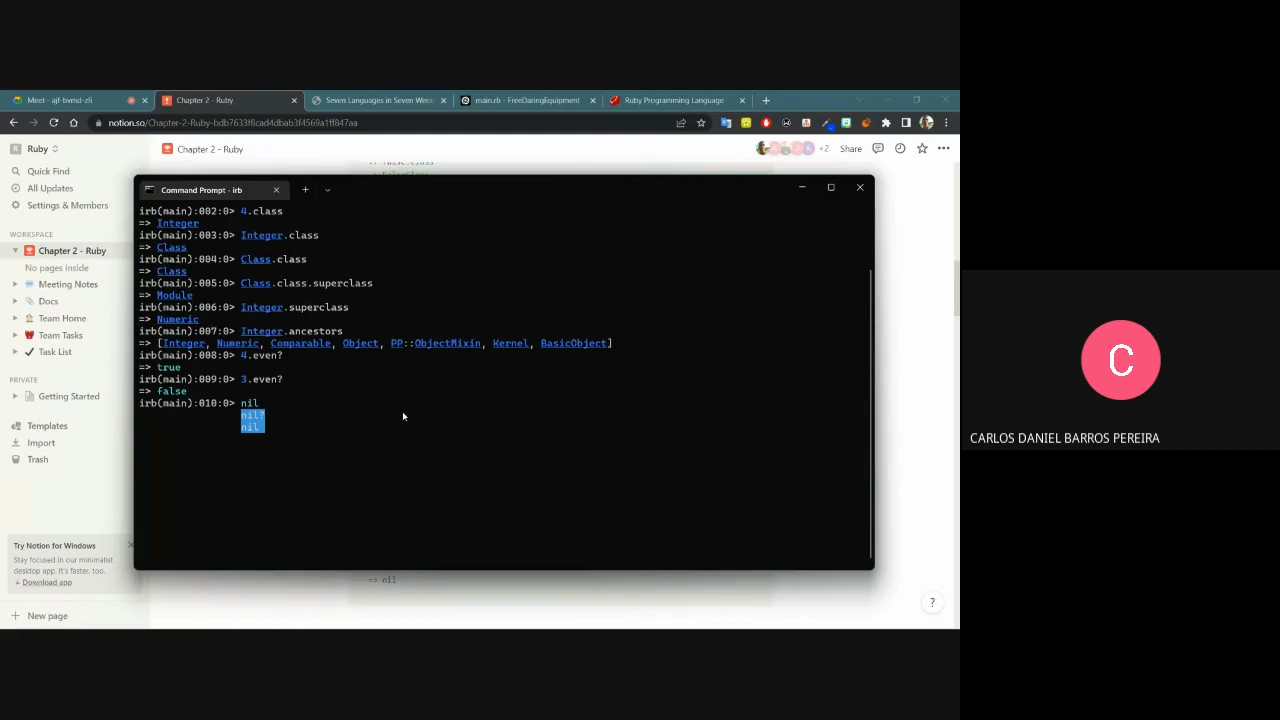 Meet - ajf-bvmd-zfi
Chapter 2 - Ruby
Seven Languages in Seven Week
main.rb - FreeDaringEquipment
Ruby Programming Language
notion.so/Chapter-2-Ruby-bdb7633f8cad4dbab3f4569a1ff847aa
Ruby
Chapter 2 - Ruby
+2
Share
Quick Find
All Updates
Settings & Members
WORKSPACE
Chapter 2 - Ruby
No pages inside
Meeting Notes
Docs
Team Home
Team Tasks
Task List
PRIVATE
Getting Started
Templates
Import
Trash
Try Notion for Windows
Stay focused in our minimalist
desktop app. It's faster, too.
Download app
New page
Command Prompt - irb
irb(main):002:0> 4.class
=> Integer
irb(main):003:0> Integer.class
=> Class
irb(main):004:0> Class.class
=> Class
irb(main):005:0> Class.class.superclass
=> Module
irb(main):006:0> Integer.superclass
=> Numeric
irb(main):007:0> Integer.ancestors
=> [Integer, Numeric, Comparable, Object, PP::ObjectMixin, Kernel, BasicObject]
irb(main):008:0> 4.even?
=> true
irb(main):009:0> 3.even?
=> false
irb(main):010:0> nil
nil?
nil
=> nil
?
C
CARLOS DANIEL BARROS PEREIRA